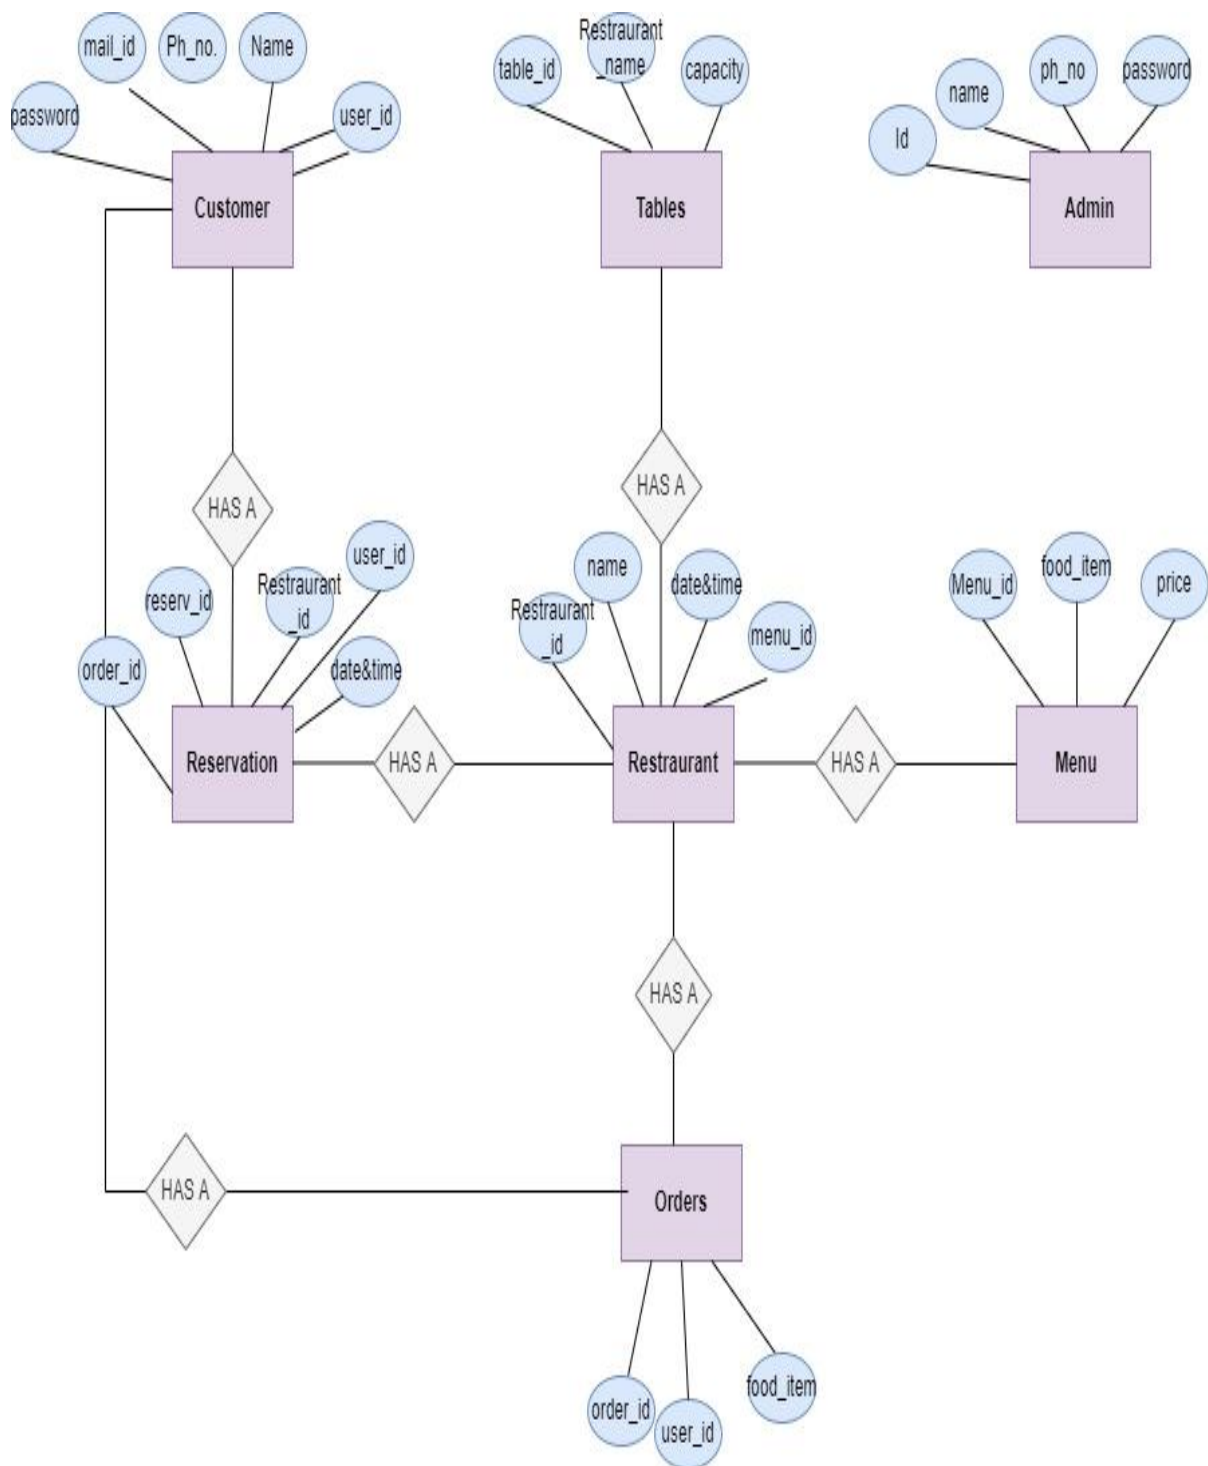 mail_id
Ph_no.
Name
password
user_id
Customer
table_id
Restraurant
_name
capacity
Tables
Id
name
ph_no
password
Admin
HAS A
HAS A
order_id
reserv_id
Restraurant
_id
user_id
date&time
Reservation
HAS A
Restraurant
_id
name
date&time
menu_id
Restraurant
HAS A
Menu_id
food_item
price
Menu
HAS A
HAS A
Orders
order_id
user_id
food_item